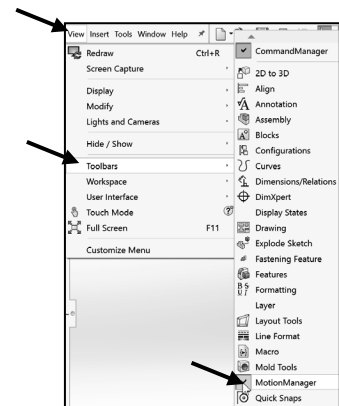 View Insert Tools Window Help
Redraw Ctrl+R
Screen Capture
Display
Modify
Lights and Cameras
Hide / Show
Toolbars
Workspace
User Interface
Touch Mode
Full Screen F11
Customize Menu
CommandManager
2D to 3D
Align
Annotation
Assembly
Blocks
Configurations
Curves
Dimensions/Relations
DimXpert
Display States
Drawing
Explode Sketch
Fastening Feature
Features
Formatting
Layer
Layout Tools
Line Format
Macro
Mold Tools
MotionManager
Quick Snaps